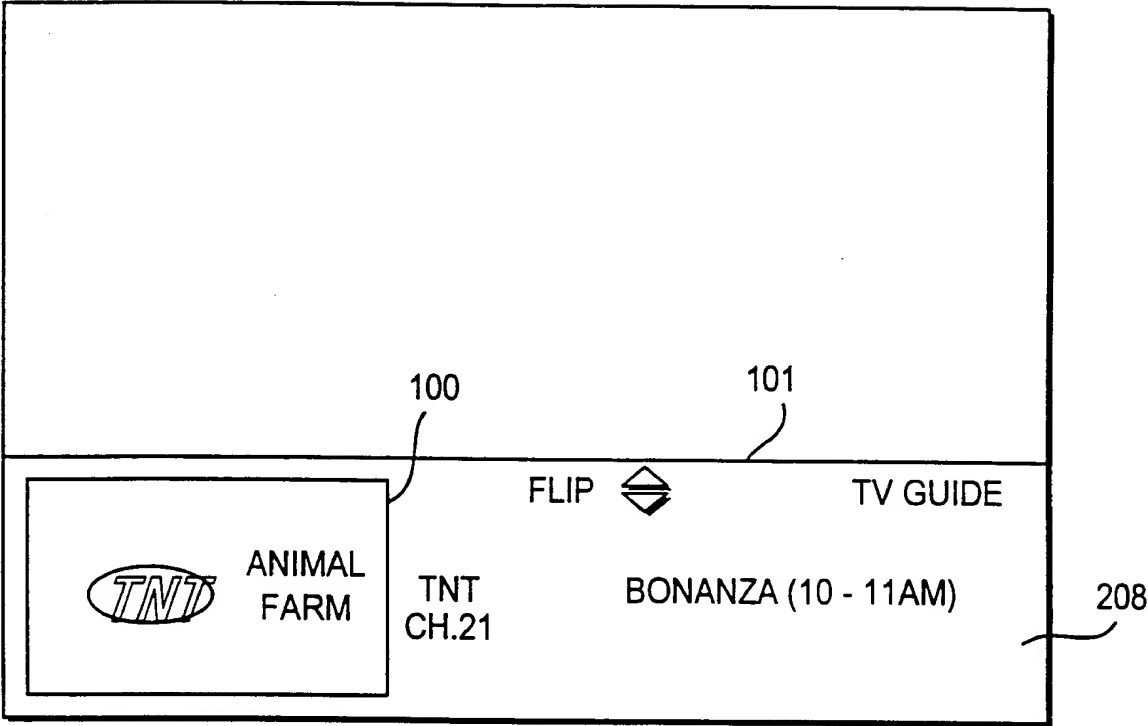 100
101
FLIP
TV GUIDE
TNT
ANIMAL
FARM
TNT
CH.21
BONANZA (10 - 11AM)
208